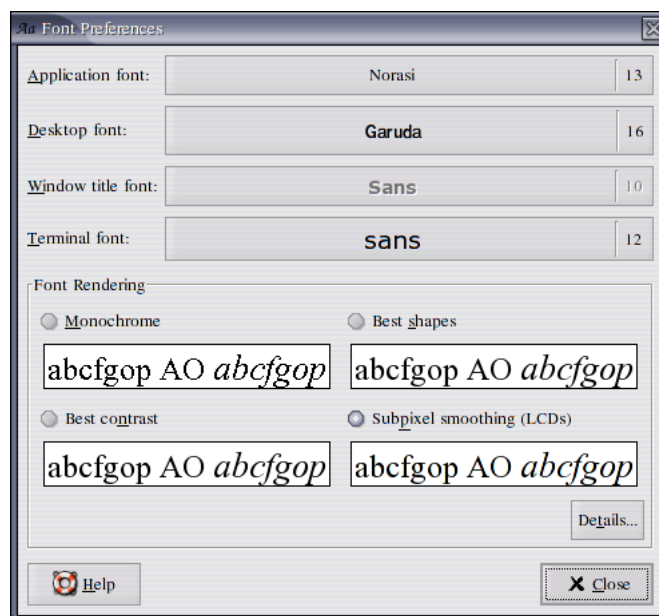 Aa Font Preferences
Application font: Norasi 13
Desktop font: Garuda 16
Window title font: Sans 10
Terminal font: sans 12
Font Rendering
Monochrome Best shapes
abcfgop AO abcfgop abcfgop AO abcfgop
Best contrast Subpixel smoothing (LCDs)
abcfgop AO abcfgop abcfgop AO abcfgop
Details...
Help Close